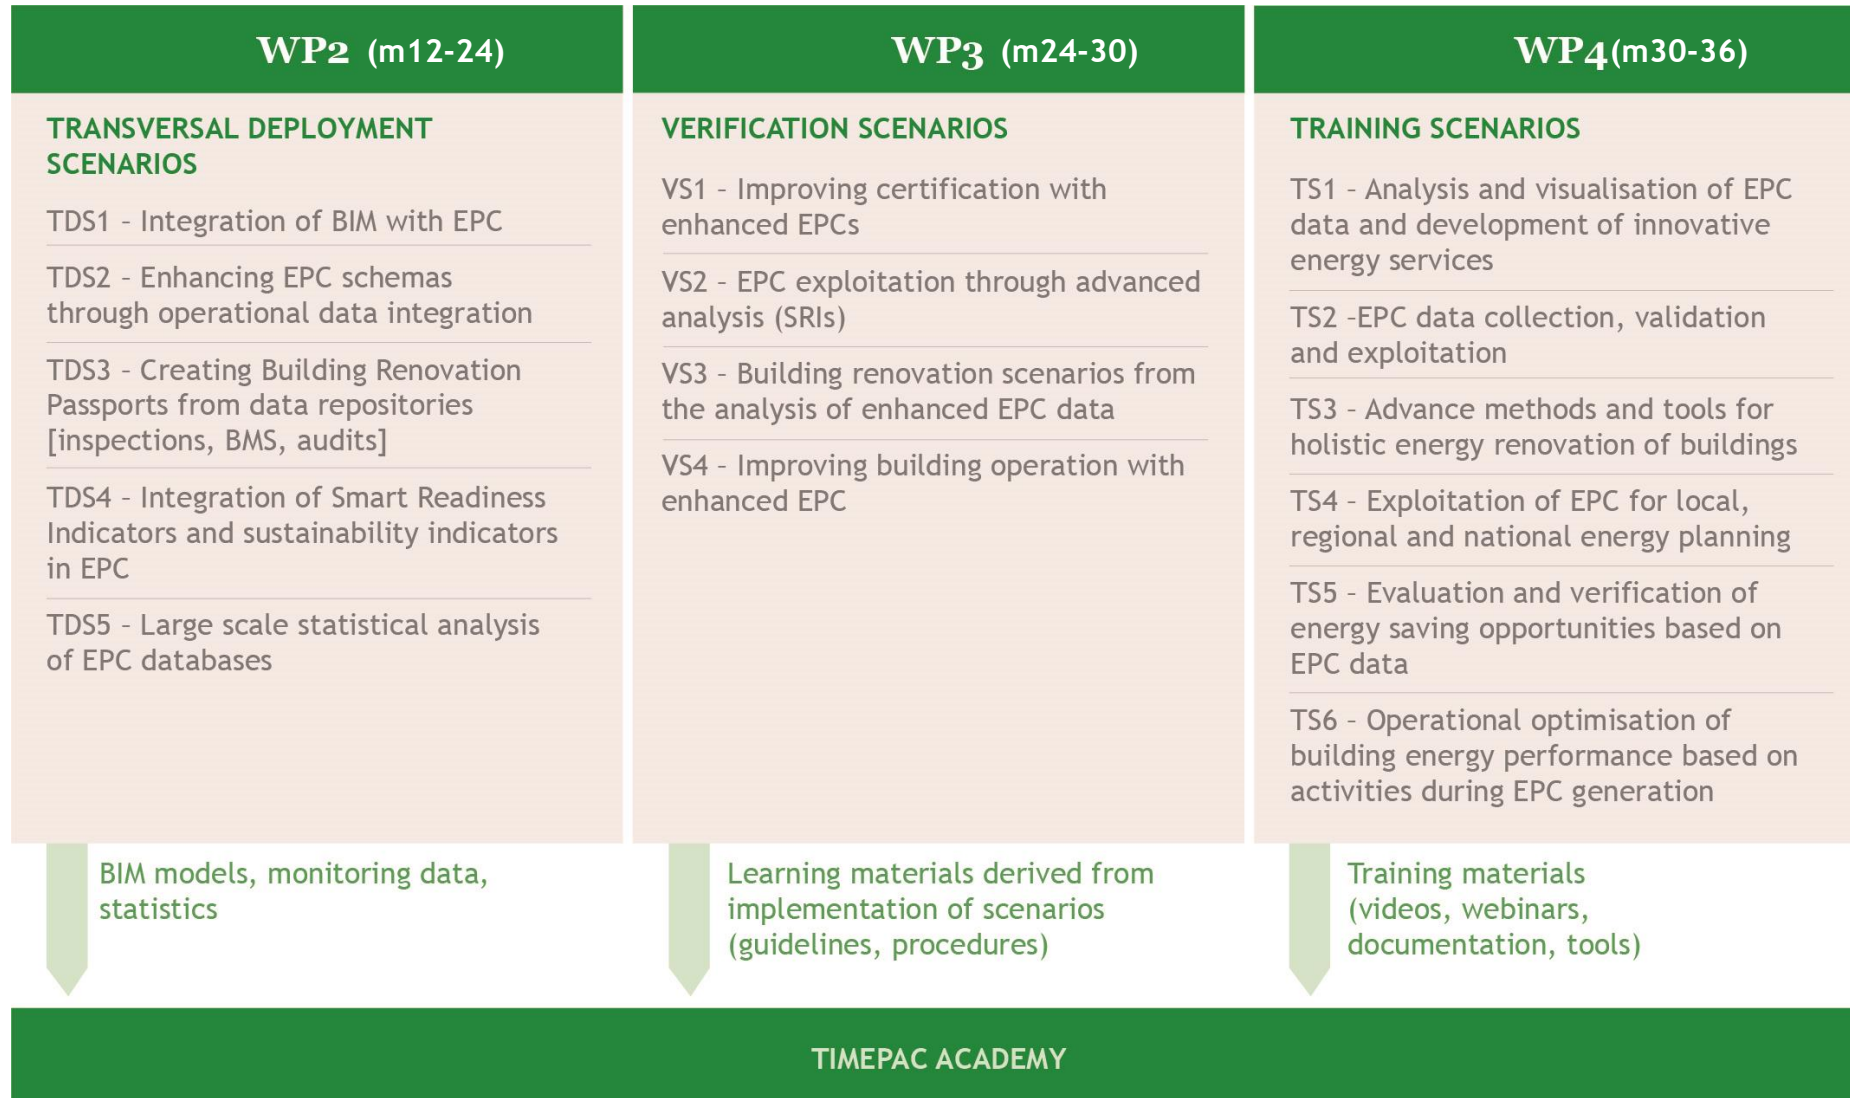 WP2 (m12-24)
TRANSVERSAL DEPLOYMENT
SCENARIOS
TDS1 – Integration of BIM with EPC
TDS2 – Enhancing EPC schemas
through operational data integration
TDS3 – Creating Building Renovation
Passports from data repositories
[inspections, BMS, audits]
TDS4 – Integration of Smart Readiness
Indicators and sustainability indicators
in EPC
TDS5 – Large scale statistical analysis
of EPC databases
BIM models, monitoring data,
statistics
WP3 (m24-30)
VERIFICATION SCENARIOS
VS1 – Improving certification with
enhanced EPCs
VS2 – EPC exploitation through advanced
analysis (SRIs)
VS3 – Building renovation scenarios from
the analysis of enhanced EPC data
VS4 – Improving building operation with
enhanced EPC
Learning materials derived from
implementation of scenarios
(guidelines, procedures)
WP4(m30-36)
TRAINING SCENARIOS
TS1 – Analysis and visualisation of EPC
data and development of innovative
energy services
TS2 –EPC data collection, validation
and exploitation
TS3 – Advance methods and tools for
holistic energy renovation of buildings
TS4 – Exploitation of EPC for local,
regional and national energy planning
TS5 – Evaluation and verification of
energy saving opportunities based on
EPC data
TS6 – Operational optimisation of
building energy performance based on
activities during EPC generation
Training materials
(videos, webinars,
documentation, tools)
TIMEPAC ACADEMY